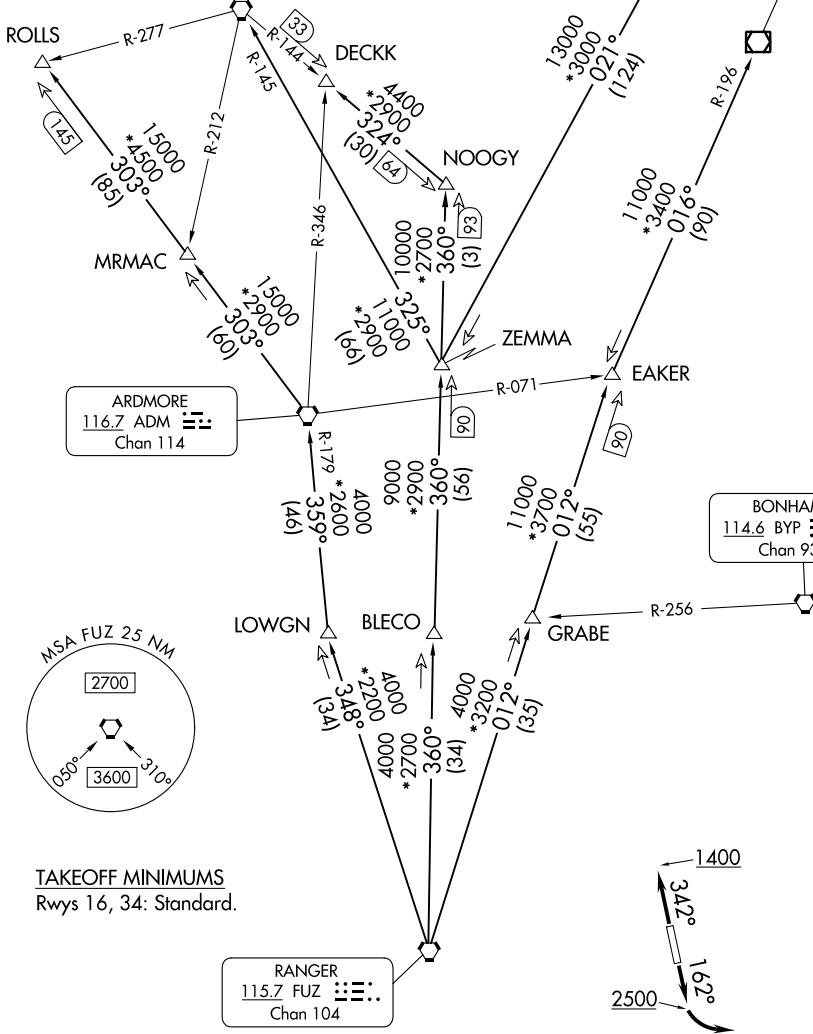 ROLLS
R-277
33
R-144
DECKK
R-145
13000
*3000
021°
(124)
R-196
145
15000
*4500
303°
(85)
R-212
4400
*2900
324°
(30)
64
NOOGY
R-346
93
11000
*3400
016°
(90)
MRMAC
10000
*2700
360°
(3)
15000
*2900
303°
(60)
325°
11000
*2900
(66)
ZEMMA
EAKER
R-071
90
90
ARDMORE
116.7 ADM
Chan 114
R-179
4000
*2600
359°
(46)
9000
*2900
360°
(56)
11000
*3700
012°
(55)
BONHAM
114.6 BYP
Chan 93
R-256
LOWGN
BLECO
GRABE
MSA FUZ 25 NM
2700
050°
3600
310°
4000
*2200
348°
(34)
4000
*2700
360°
(34)
4000
*3200
012°
(35)
TAKEOFF MINIMUMS
Rwys 16, 34: Standard.
1400
342°
162°
2500
RANGER
115.7 FUZ
Chan 104